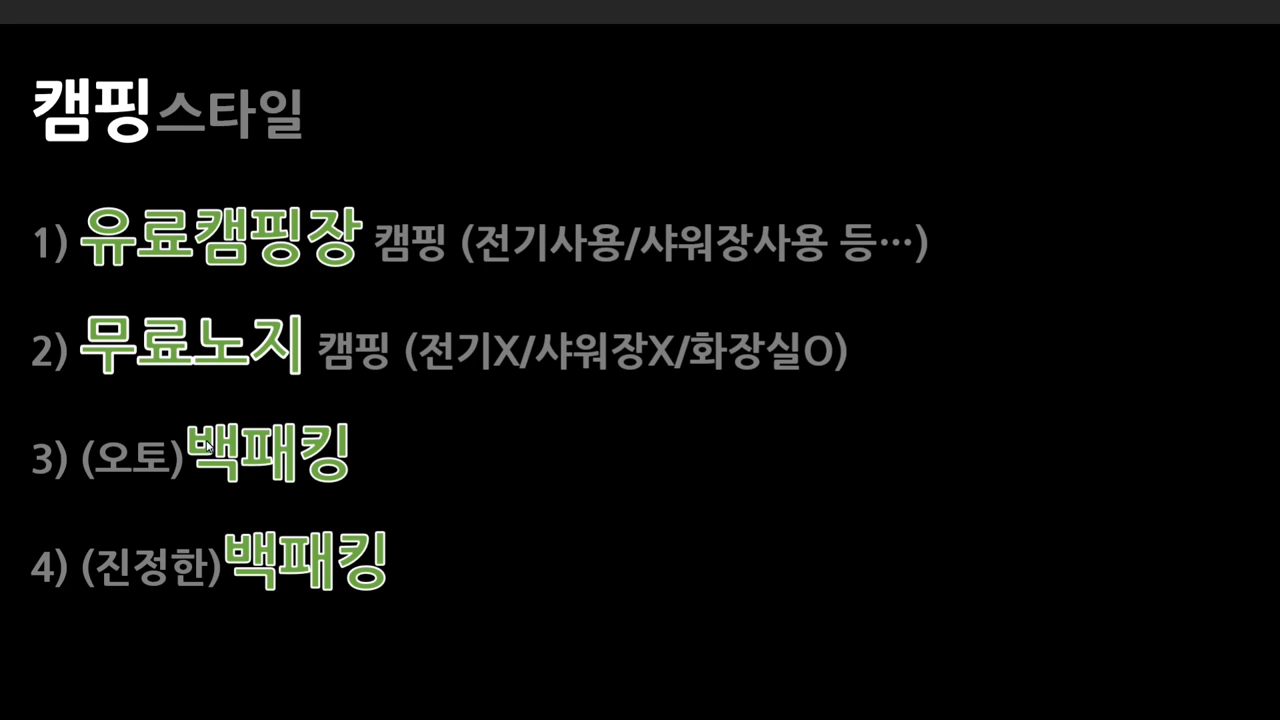 캠핑스타일
1) 유료캠핑장 캠핑 (전기사용/샤워장사용 등…)
2) 무료노지 캠핑 (전기X/샤워장X/화장실O)
3) (오토)백패킹
4) (진정한)백패킹